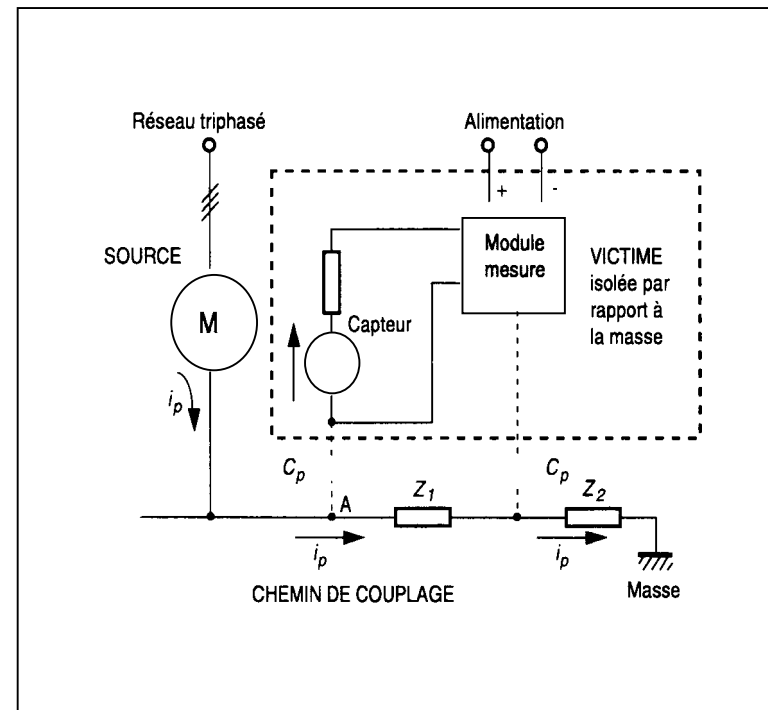 Réseau triphasé
Alimentation
+ -
SOURCE
Module
mesure
VICTIME
isolée par
rapport à
la masse
M
Capteur
i_p
C_p
C_p
A
Z_1
Z_2
i_p
i_p
Masse
CHEMIN DE COUPLAGE